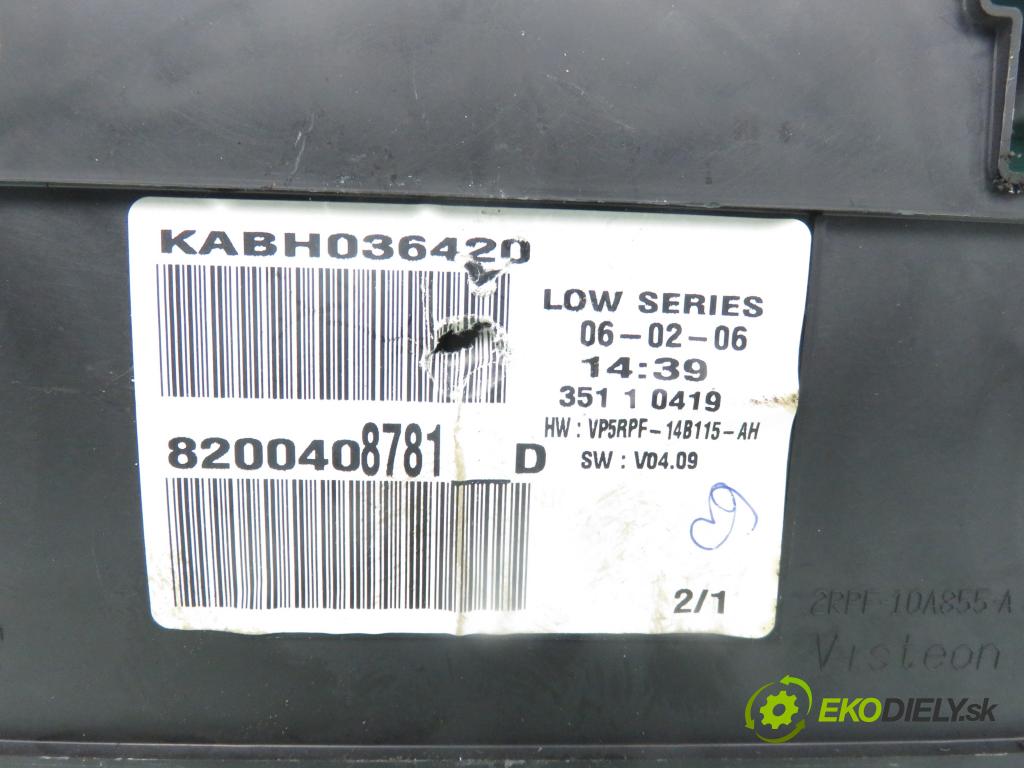 KABH036420
LOW SERIES
06-02-06
14:39
351 1 0419
HW : VP5RPF-14B115-AH
8200408781 D
SW : V04.09
2/1
2RPF-10A855-A
Visteon
EKODIELY.sk